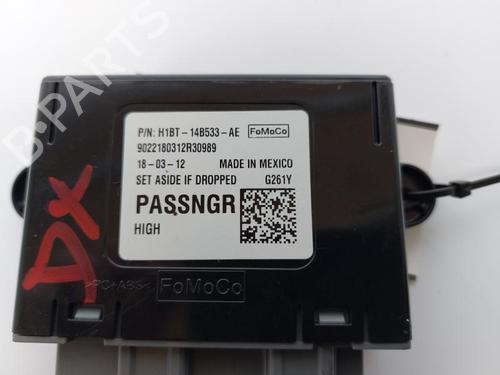 P/N: H1BT-14B533-AE FoMoCo
9022180312R30989
18-03-12 MADE IN MEXICO
SET ASIDE IF DROPPED G261Y
PASSNGR
HIGH
DX
>PC+ABS< FoMoCo
B-PARTS